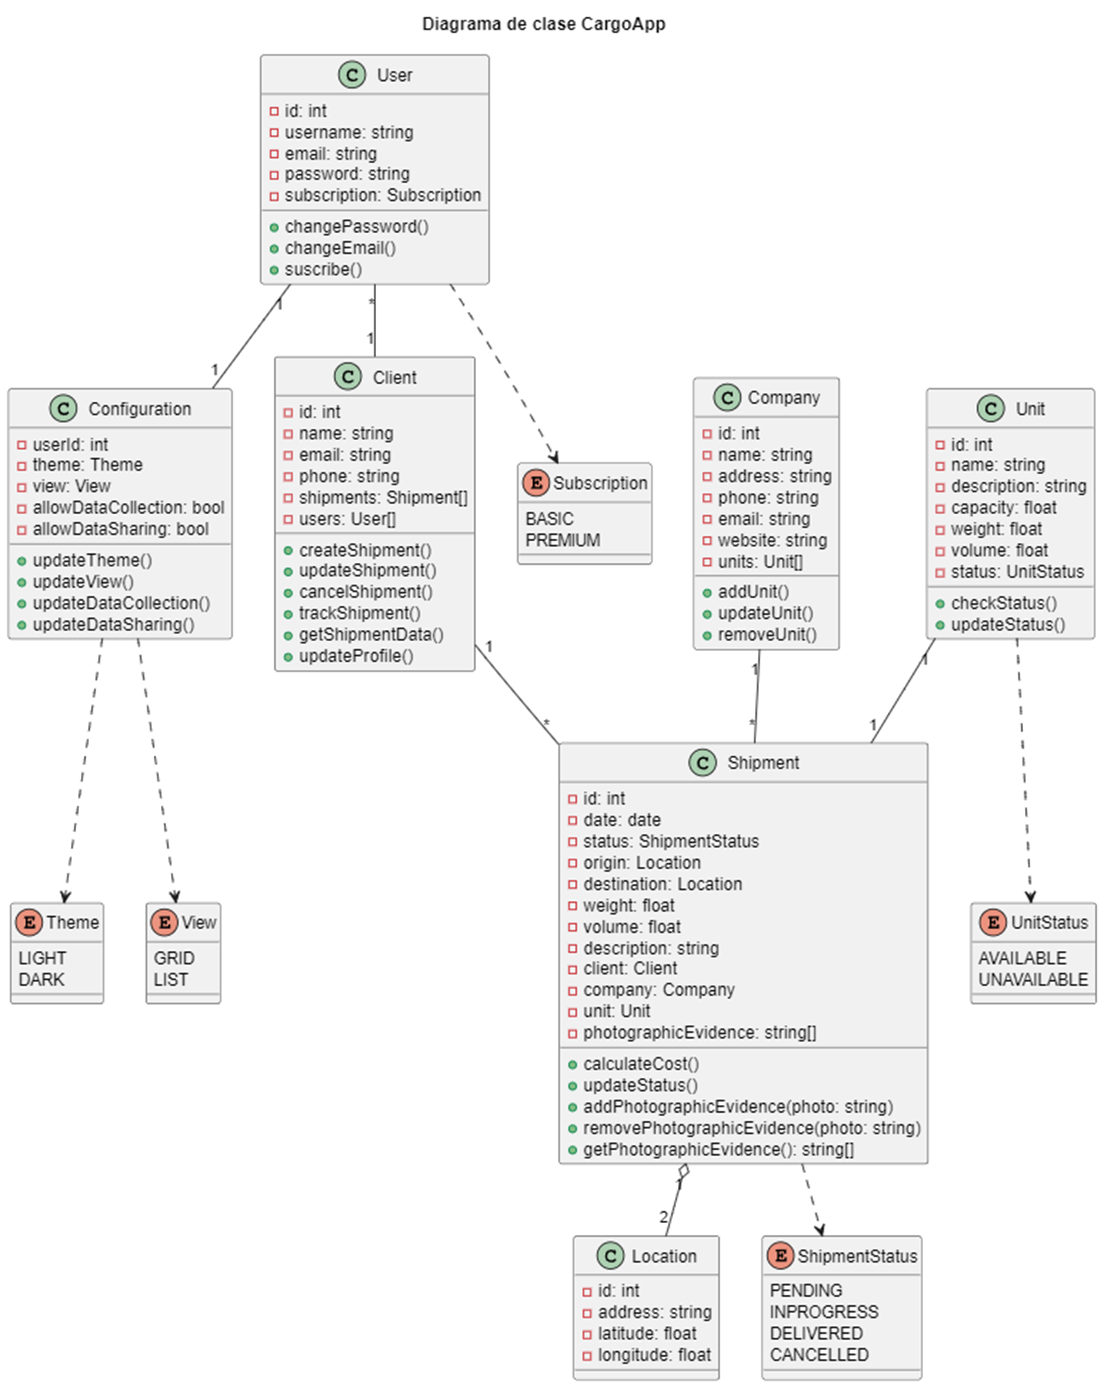 Diagrama de clase CargoApp
C User
id: int
username: string
email: string
password: string
subscription: Subscription
changePassword()
changeEmail()
suscribe()
1
*
1
1
C Configuration
userId: int
theme: Theme
view: View
allowDataCollection: bool
allowDataSharing: bool
updateTheme()
updateView()
updateDataCollection()
updateDataSharing()
C Client
id: int
name: string
email: string
phone: string
shipments: Shipment[]
users: User[]
createShipment()
updateShipment()
cancelShipment()
trackShipment()
getShipmentData()
updateProfile()
E Subscription
BASIC
PREMIUM
C Company
id: int
name: string
address: string
phone: string
email: string
website: string
units: Unit[]
addUnit()
updateUnit()
removeUnit()
C Unit
id: int
name: string
description: string
capacity: float
weight: float
volume: float
status: UnitStatus
checkStatus()
updateStatus()
1
1
1
*
*
1
E Theme
LIGHT
DARK
E View
GRID
LIST
C Shipment
id: int
date: date
status: ShipmentStatus
origin: Location
destination: Location
weight: float
volume: float
description: string
client: Client
company: Company
unit: Unit
photographicEvidence: string[]
calculateCost()
updateStatus()
addPhotographicEvidence(photo: string)
removePhotographicEvidence(photo: string)
getPhotographicEvidence(): string[]
E UnitStatus
AVAILABLE
UNAVAILABLE
1
2
C Location
id: int
address: string
latitude: float
longitude: float
E ShipmentStatus
PENDING
INPROGRESS
DELIVERED
CANCELLED